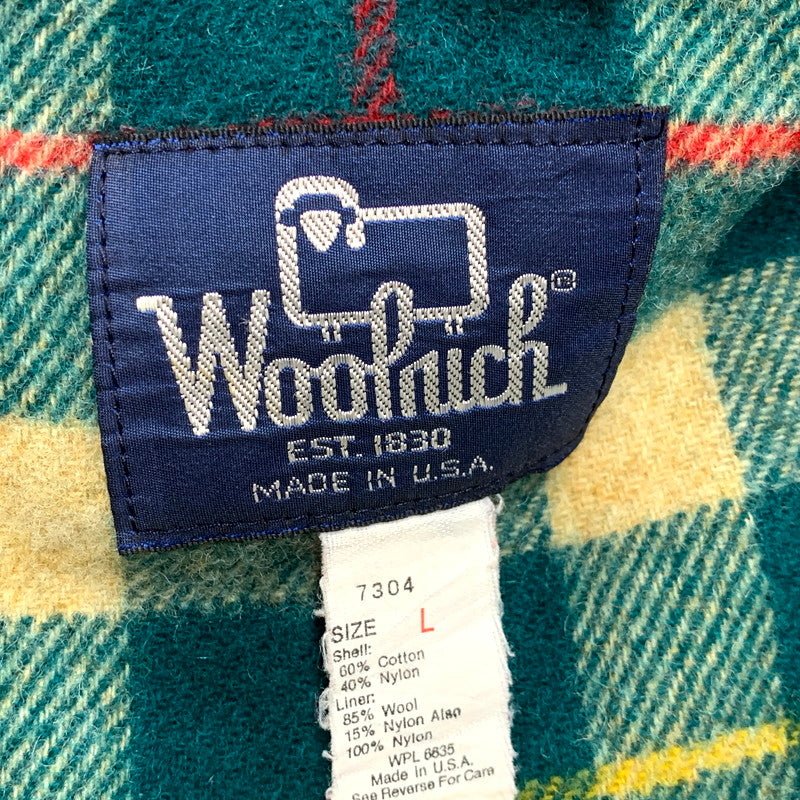 Woolrich®
EST. 1830
MADE IN U.S.A.
7304
SIZE L
Shell:
60% Cotton
40% Nylon
Liner:
85% Wool
15% Nylon Also
100% Nylon
WPL 6635
Made in U.S.A.
See Reverse For Care